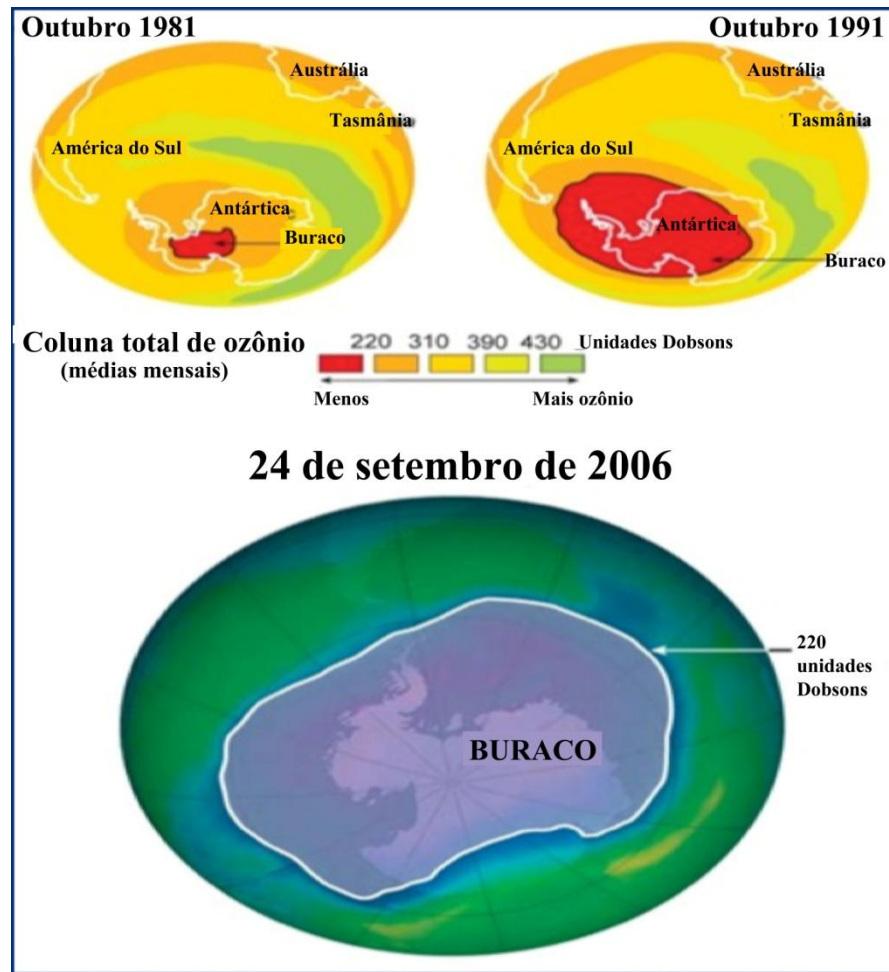 Outubro 1981
Outubro 1991
Austrália
Tasmânia
América do Sul
Antártica
Buraco
Austrália
Tasmânia
América do Sul
Antártica
Buraco
Coluna total de ozônio
(médias mensais)
220 310 390 430 Unidades Dobsons
Menos
Mais ozônio
24 de setembro de 2006
220
unidades
Dobsons
BURACO